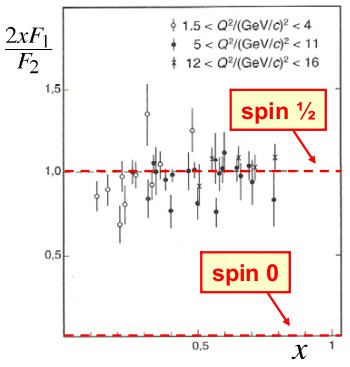 2xF₁
F₂
○ 1.5 < Q²/(GeV/c)² < 4
● 5 < Q²/(GeV/c)² < 11
× 12 < Q²/(GeV/c)² < 16
1,5
spin ½
1,0
0,5
spin 0
0,5
x